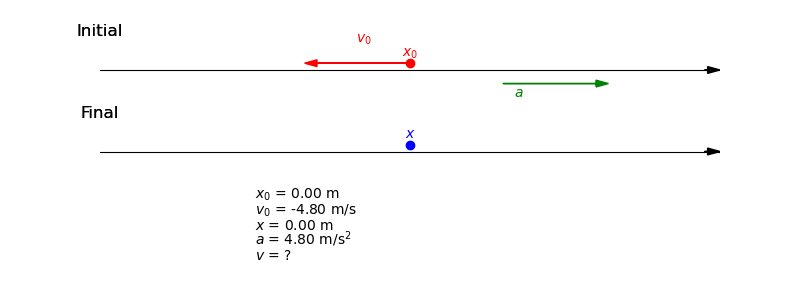 Initial
v₀
x₀
a
Final
x
x₀ = 0.00 m
v₀ = -4.80 m/s
x = 0.00 m
a = 4.80 m/s²
v = ?